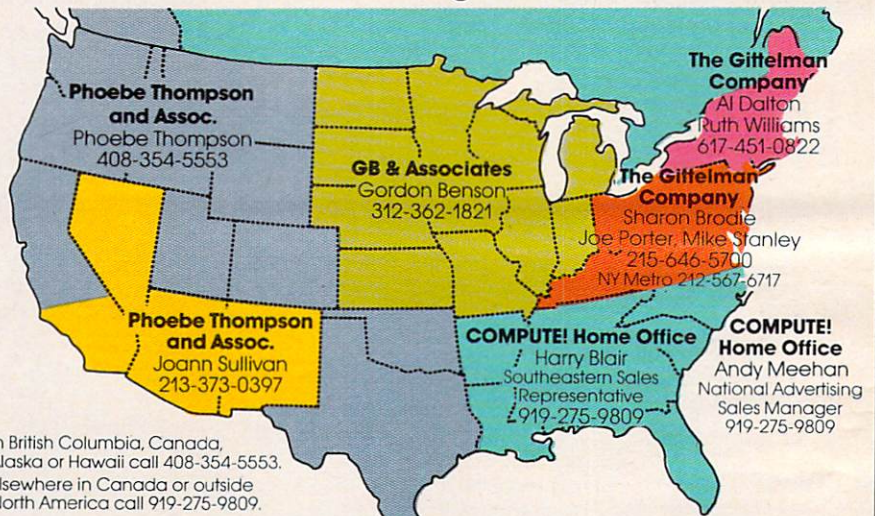 Phoebe Thompson
and Assoc.
Phoebe Thompson
408-354-5553
GB & Associates
Gordon Benson
312-362-1821
The Gittelman
Company
Al Dalton
Ruth Williams
617-451-0822
The Gittelman
Company
Sharon Brodie
Joe Porter, Mike Stanley
215-646-5700
NY Metro 212-567-6717
Phoebe Thompson
and Assoc.
Joann Sullivan
213-373-0397
COMPUTE! Home Office
Harry Blair
Southeastern Sales
Representative
919-275-9809
COMPUTE!
Home Office
Andy Meehan
National Advertising
Sales Manager
919-275-9809
British Columbia, Canada,
or Hawaii call 408-354-5553.
in Canada or outside
America call 919-275-9809.